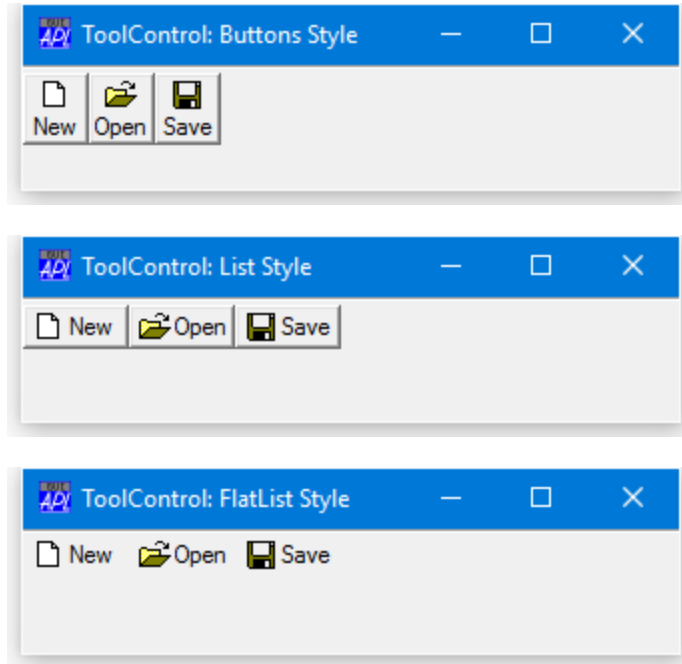 ToolControl: Buttons Style
New Open Save
ToolControl: List Style
New Open Save
ToolControl: FlatList Style
New Open Save